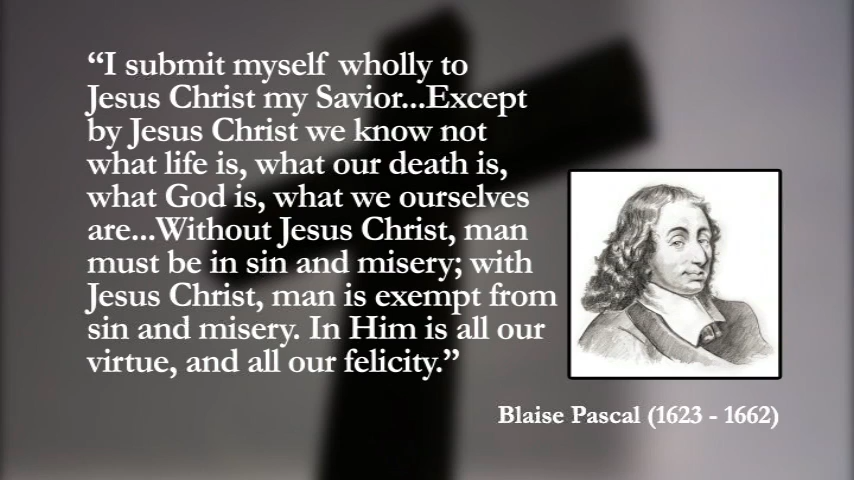 “I submit myself wholly to
Jesus Christ my Savior...Except
by Jesus Christ we know not
what life is, what our death is,
what God is, what we ourselves
are...Without Jesus Christ, man
must be in sin and misery; with
Jesus Christ, man is exempt from
sin and misery. In Him is all our
virtue, and all our felicity.”
Blaise Pascal (1623 - 1662)